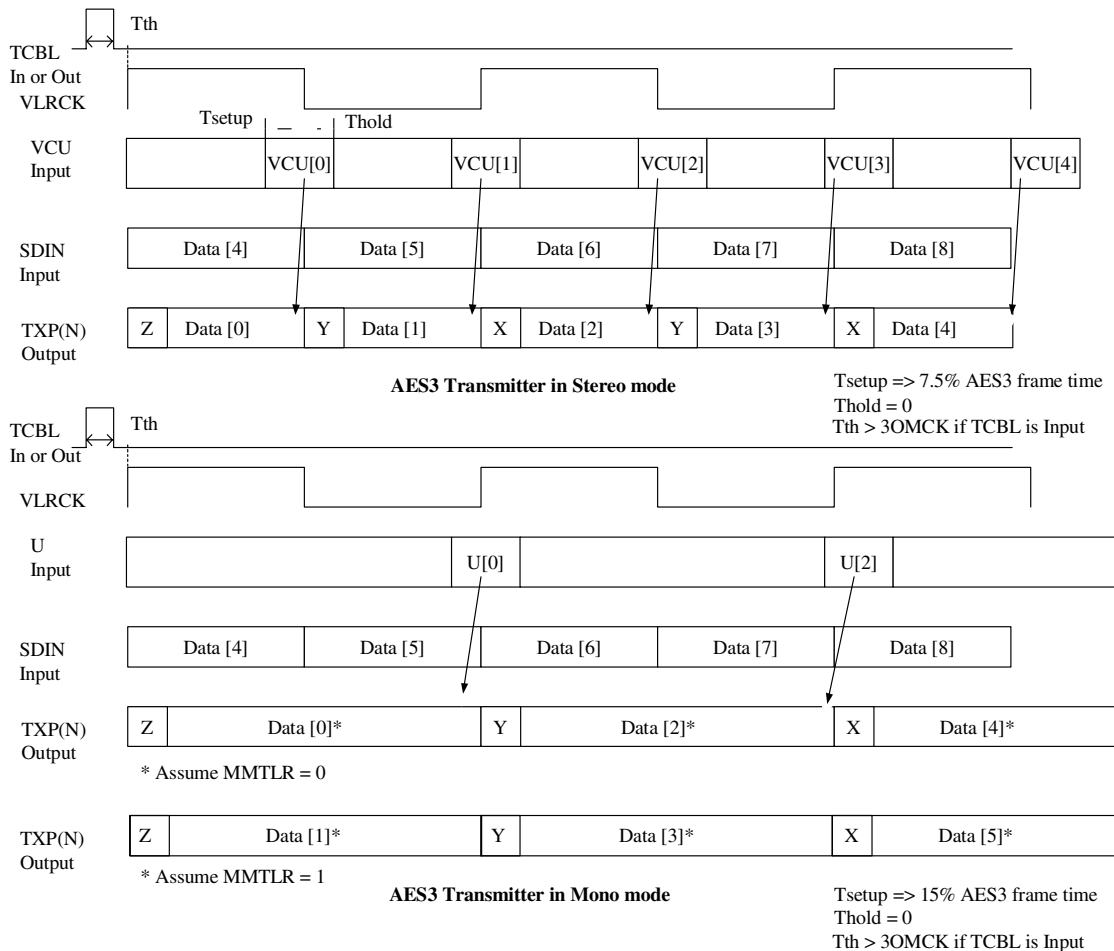 Tth
TCBL
In or Out
VLRCK
Tsetup Thold
VCU
Input
VCU[0] VCU[1] VCU[2] VCU[3] VCU[4]
SDIN
Input
Data [4] Data [5] Data [6] Data [7] Data [8]
TXP(N)
Output
Z Data [0] Y Data [1] X Data [2] Y Data [3] X Data [4]
AES3 Transmitter in Stereo mode
Tsetup => 7.5% AES3 frame time
Thold = 0
Tth > 3OMCK if TCBL is Input
Tth
TCBL
In or Out
VLRCK
U
Input
U[0] U[2]
SDIN
Input
Data [4] Data [5] Data [6] Data [7] Data [8]
TXP(N)
Output
Z Data [0]* Y Data [2]* X Data [4]*
* Assume MMTLR = 0
TXP(N)
Output
Z Data [1]* Y Data [3]* X Data [5]*
* Assume MMTLR = 1
AES3 Transmitter in Mono mode
Tsetup => 15% AES3 frame time
Thold = 0
Tth > 3OMCK if TCBL is Input